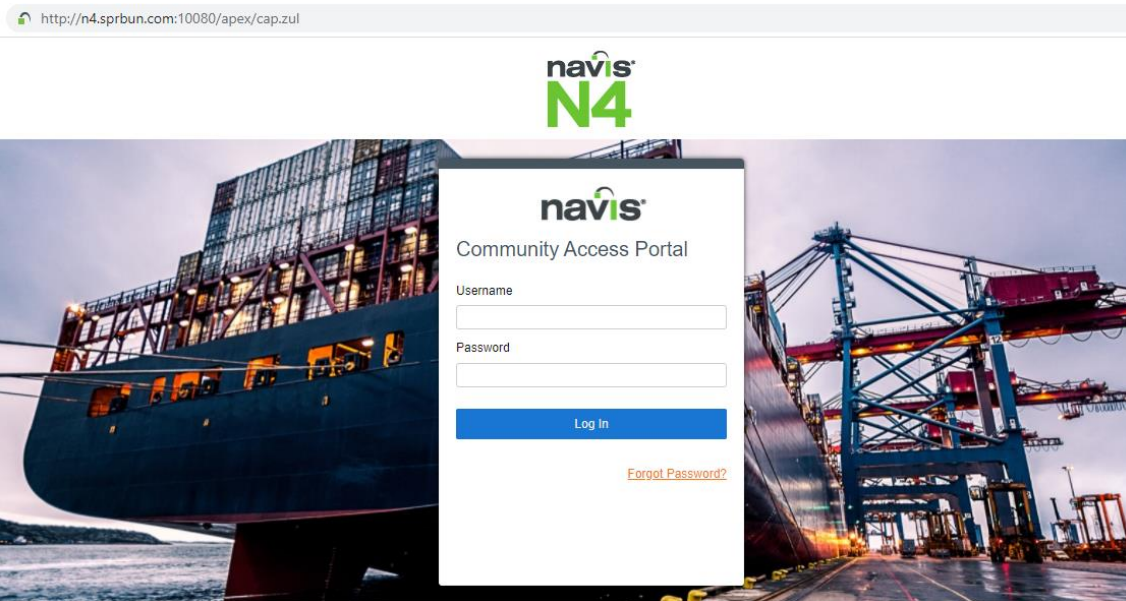 http://n4.sprbun.com:10080/apex/cap.zul
navis
N4
navis
Community Access Portal
Username
Password
Log In
Forgot Password?